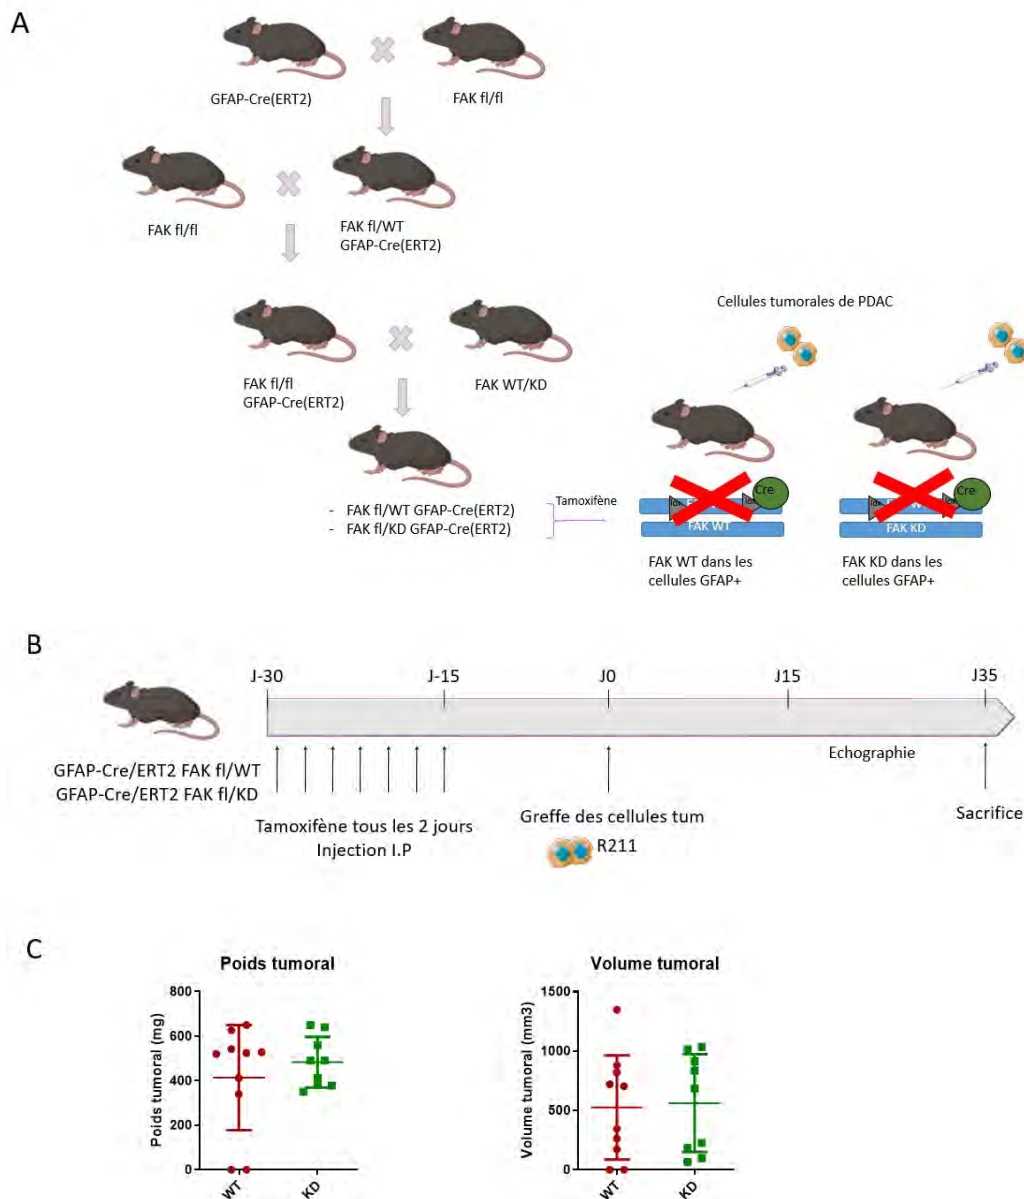 A
GFAP-Cre(ERT2)
FAK fl/fl
FAK fl/fl
FAK fl/WT
GFAP-Cre(ERT2)
FAK fl/fl
GFAP-Cre(ERT2)
FAK WT/KD
- FAK fl/WT GFAP-Cre(ERT2)
- FAK fl/KD GFAP-Cre(ERT2)
Tamoxifène
Cellules tumorales de PDAC
lox
Cre
FAK WT
FAK WT dans les
cellules GFAP+
lox
Cre
FAK KD
FAK KD dans les
cellules GFAP+
B
J-30
J-15
J0
J15
J35
GFAP-Cre/ERT2 FAK fl/WT
GFAP-Cre/ERT2 FAK fl/KD
Tamoxifène tous les 2 jours
Injection I.P
Greffe des cellules tum
R211
Echographie
Sacrifice
C
Poids tumoral
Poids tumoral (mg)
800
600
400
200
0
WT
KD
Volume tumoral
Volume tumoral (mm3)
1500
1000
500
0
WT
KD